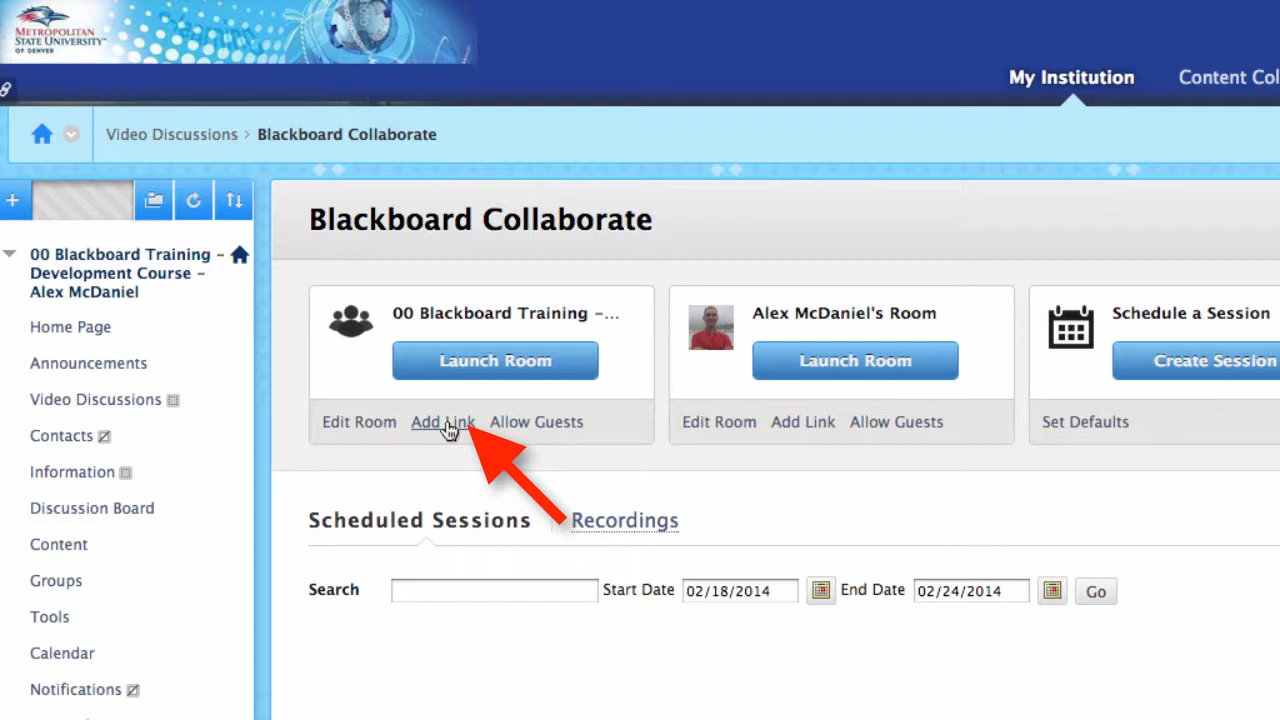 METROPOLITAN
STATE UNIVERSITY™
OF DENVER
Learning
My Institution
Content Col
Video Discussions > Blackboard Collaborate
00 Blackboard Training –
Development Course –
Alex McDaniel
Home Page
Announcements
Video Discussions
Contacts
Information
Discussion Board
Content
Groups
Tools
Calendar
Notifications
Blackboard Collaborate
00 Blackboard Training –...
Launch Room
Edit Room Add Link Allow Guests
Alex McDaniel's Room
Launch Room
Edit Room Add Link Allow Guests
Schedule a Session
Create Session
Set Defaults
Scheduled Sessions Recordings
Search Start Date 02/18/2014 End Date 02/24/2014 Go